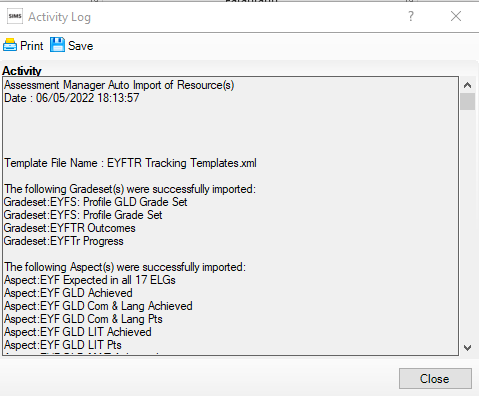 SIMS Activity Log ?
Print Save
Activity
Assessment Manager Auto Import of Resource(s)
Date : 06/05/2022 18:13:57
Template File Name : EYFTR Tracking Templates.xml
The following Gradeset(s) were successfully imported:
Gradeset:EYFS: Profile GLD Grade Set
Gradeset:EYFS: Profile Grade Set
Gradeset:EYFTR Outcomes
Gradeset:EYFTr Progress
The following Aspect(s) were successfully imported:
Aspect:EYF Expected in all 17 ELGs
Aspect:EYF GLD Achieved
Aspect:EYF GLD Com & Lang Achieved
Aspect:EYF GLD Com & Lang Pts
Aspect:EYF GLD LIT Achieved
Aspect:EYF GLD LIT Pts
Close